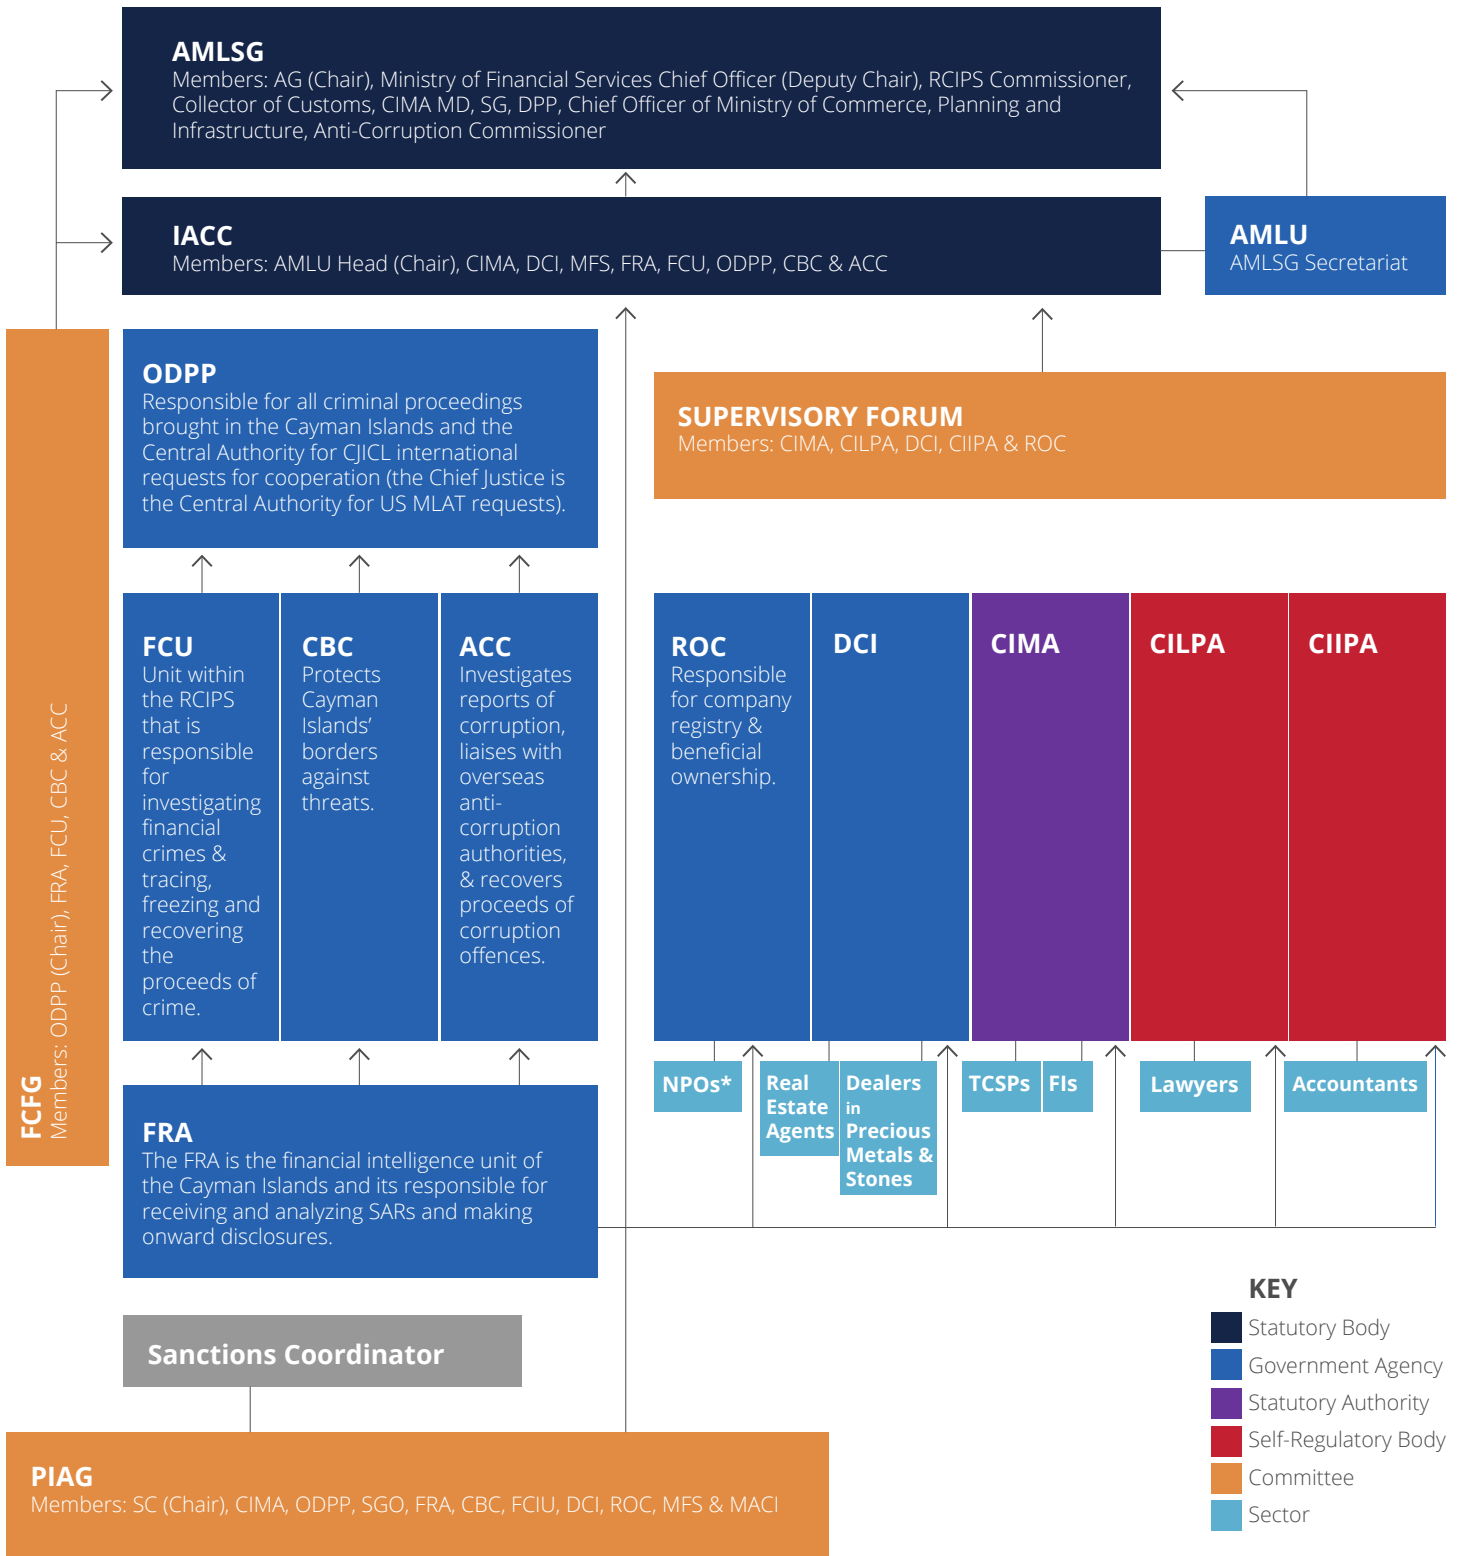 AMLSG
Members: AG (Chair), Ministry of Financial Services Chief Officer (Deputy Chair), RCIPS Commissioner,
Collector of Customs, CIMA MD, SG, DPP, Chief Officer of Ministry of Commerce, Planning and
Infrastructure, Anti-Corruption Commissioner
IACC
Members: AMLU Head (Chair), CIMA, DCI, MFS, FRA, FCU, ODPP, CBC & ACC
AMLU
AMLSG Secretariat
FCFG
Members: ODPP (Chair), FRA, FCU, CBC & ACC
ODPP
Responsible for all criminal proceedings
brought in the Cayman Islands and the
Central Authority for CJICL international
requests for cooperation (the Chief Justice is
the Central Authority for US MLAT requests).
SUPERVISORY FORUM
Members: CIMA, CILPA, DCI, CIIPA & ROC
FCU
Unit within
the RCIPS
that is
responsible
for
investigating
financial
crimes &
tracing,
freezing and
recovering
the
proceeds of
crime.
CBC
Protects
Cayman
Islands’
borders
against
threats.
ACC
Investigates
reports of
corruption,
liaises with
overseas
anti-
corruption
authorities,
& recovers
proceeds of
corruption
offences.
ROC
Responsible
for company
registry &
beneficial
ownership.
DCI
CIMA
CILPA
CIIPA
NPOs*
Real
Estate
Agents
Dealers
in
Precious
Metals &
Stones
TCSPs
FIs
Lawyers
Accountants
FRA
The FRA is the financial intelligence unit of
the Cayman Islands and its responsible for
receiving and analyzing SARs and making
onward disclosures.
Sanctions Coordinator
PIAG
Members: SC (Chair), CIMA, ODPP, SGO, FRA, CBC, FCIU, DCI, ROC, MFS & MACI
KEY
Statutory Body
Government Agency
Statutory Authority
Self-Regulatory Body
Committee
Sector